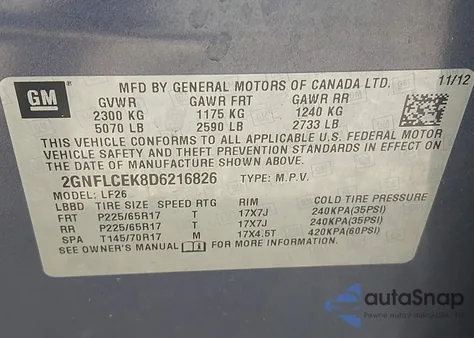 GM
MFD BY GENERAL MOTORS OF CANADA LTD. 11/12
GVWR GAWR FRT GAWR RR
2300 KG 1175 KG 1240 KG
5070 LB 2590 LB 2733 LB
THIS VEHICLE CONFORMS TO ALL APPLICABLE U.S. FEDERAL MOTOR
VEHICLE SAFETY AND THEFT PREVENTION STANDARDS IN EFFECT ON
THE DATE OF MANUFACTURE SHOWN ABOVE.
2GNFLCEK8D6216826 TYPE: M.P.V.
MODEL: LF26
LBBD TIRE SIZE SPEED RTG RIM COLD TIRE PRESSURE
FRT P225/65R17 T 17X7J 240KPA(35PSI)
RR P225/65R17 T 17X7J 240KPA(35PSI)
SPA T145/70R17 M 17X4.5T 420KPA(60PSI)
SEE OWNER'S MANUAL FOR MORE INFORMATION.
autoSnap